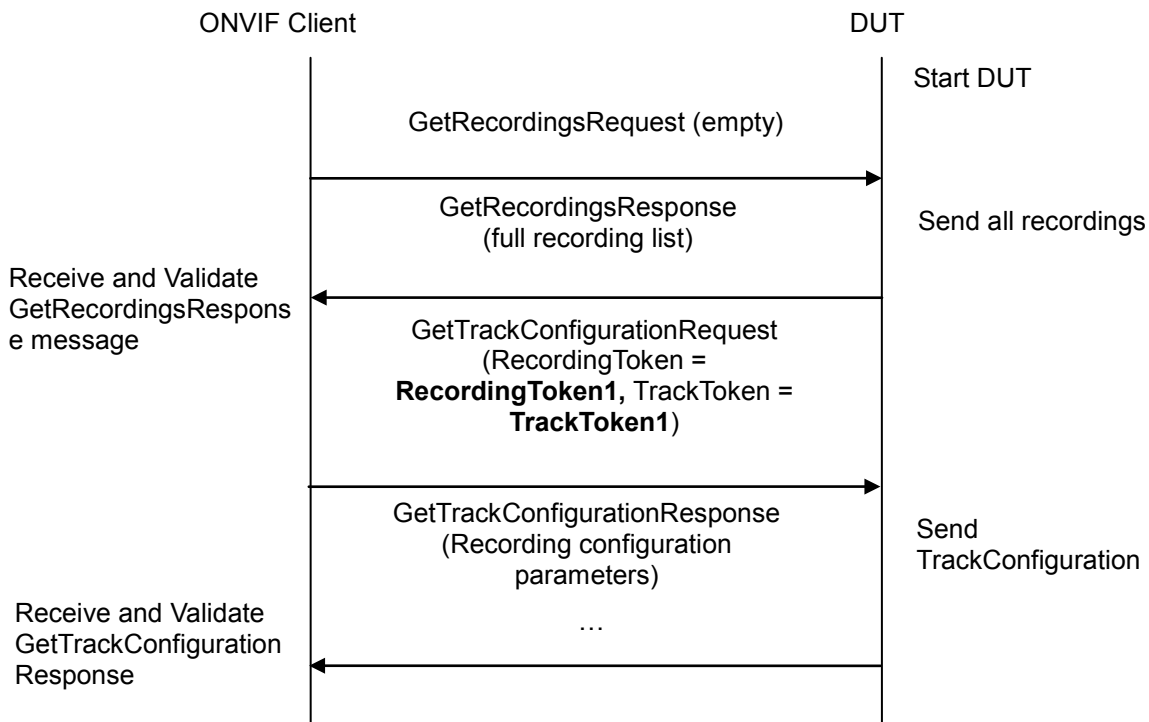 ONVIF Client
DUT
Start DUT
GetRecordingsRequest (empty)
GetRecordingsResponse
(full recording list)
Send all recordings
Receive and Validate
GetRecordingsRespons
e message
GetTrackConfigurationRequest
(RecordingToken =
RecordingToken1, TrackToken =
TrackToken1)
GetTrackConfigurationResponse
(Recording configuration
parameters)
Send
TrackConfiguration
Receive and Validate
GetTrackConfiguration
Response
…